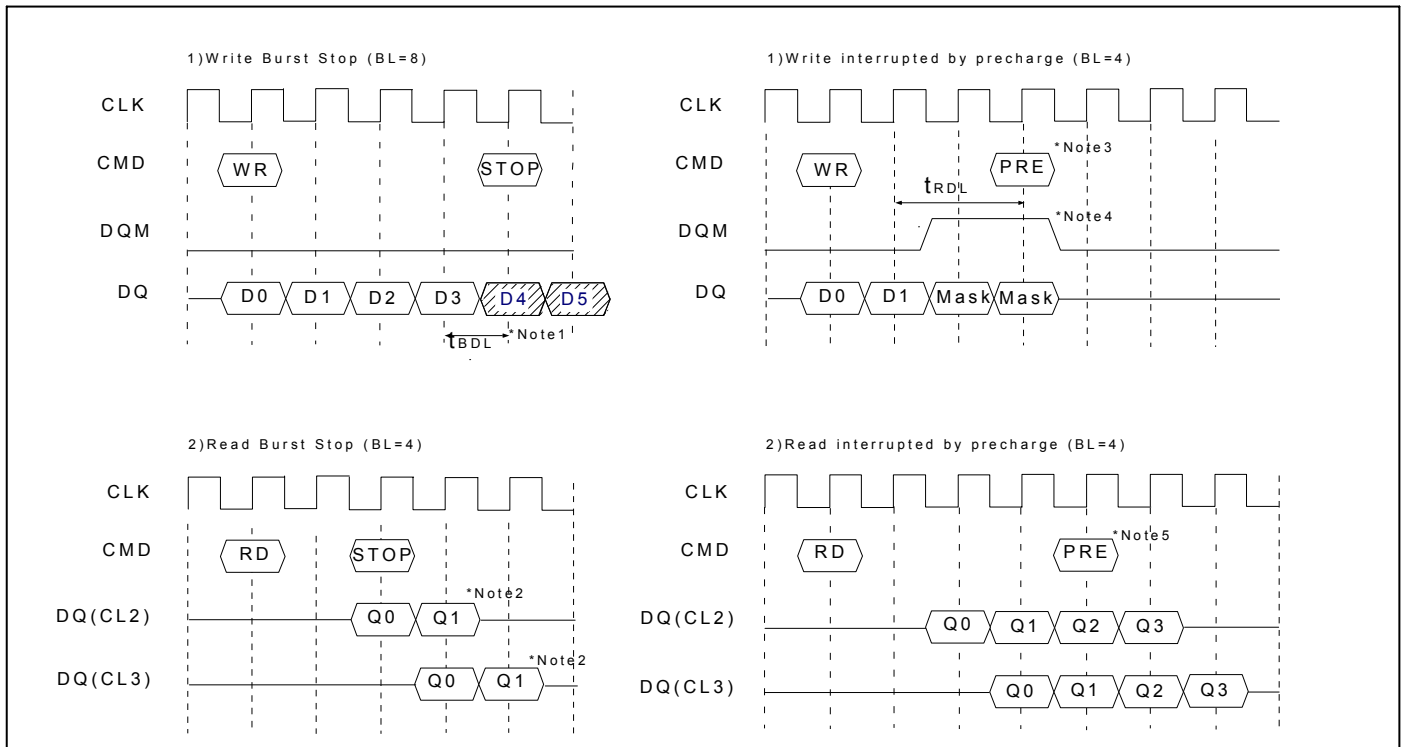 1)Write Burst Stop (BL=8)
CLK
CMD
WR
STOP
DQM
DQ
D0 D1 D2 D3 D4 D5
tBDL *Note1
1)Write interrupted by precharge (BL=4)
CLK
CMD
WR
PRE
*Note3
tRDL
DQM
*Note4
DQ
D0 D1 Mask Mask
2)Read Burst Stop (BL=4)
CLK
CMD
RD
STOP
DQ(CL2)
Q0 Q1
*Note2
DQ(CL3)
Q0 Q1
*Note2
2)Read interrupted by precharge (BL=4)
CLK
CMD
RD
PRE
*Note5
DQ(CL2)
Q0 Q1 Q2 Q3
DQ(CL3)
Q0 Q1 Q2 Q3